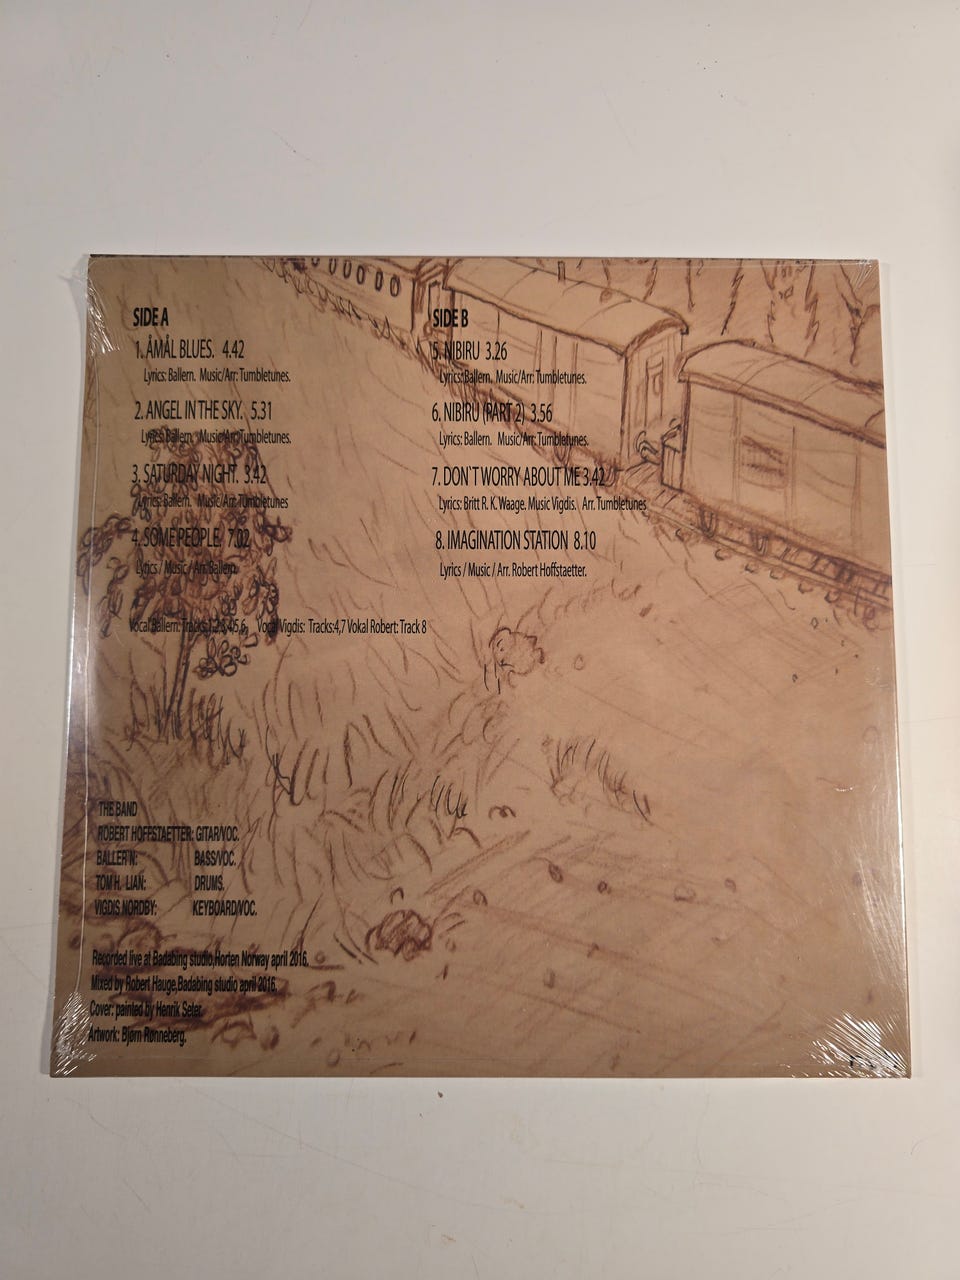 SIDE A
1. ÅMÅL BLUES. 4.42
Lyrics: Ballern. Music/Arr: Tumbletunes.
2. ANGEL IN THE SKY. 5.31
Lyrics: Ballern. Music/Arr: Tumbletunes.
3. SATURDAY NIGHT. 3.42
Lyrics: Ballern. Music/Arr: Tumbletunes
4. SOME PEOPLE. 7.02
Lyrics / Music / Arr. Ballern.
SIDE B
5. NIBIRU 3.26
Lyrics: Ballern. Music/Arr: Tumbletunes.
6. NIBIRU (PART 2) 3.56
Lyrics: Ballern. Music/Arr: Tumbletunes.
7. DON`T WORRY ABOUT ME 3.42
Lyrics: Britt R. K. Waage. Music Vigdis. Arr. Tumbletunes
8. IMAGINATION STATION 8.10
Lyrics / Music / Arr. Robert Hoffstaetter.
Vocal Ballern: Tracks:1,2,3,4,5,6, Vocal Vigdis: Tracks:4,7 Vokal Robert: Track 8
THE BAND
ROBERT HOFFSTAETTER: GITAR/VOC.
BALLER'N: BASS/VOC.
TOM H. LIAN: DRUMS.
VIGDIS NORDBY: KEYBOARD/VOC.
Recorded live at Badabing studio,Horten Norway april 2016.
Mixed by Robert Hauge,Badabing studio april 2016.
Cover: painted by Henrik Seter.
Artwork: Bjørn Rønneberg.